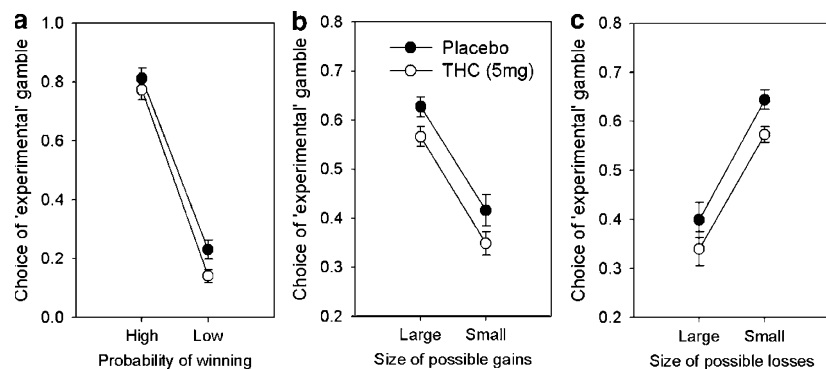 a
Choice of 'experimental' gamble
1.0
0.8
0.6
0.4
0.2
0.0
High Low
Probability of winning
b
Choice of 'experimental' gamble
0.8
0.7
0.6
0.5
0.4
0.3
0.2
Placebo
THC (5mg)
Large Small
Size of possible gains
c
Choice of 'experimental' gamble
0.8
0.7
0.6
0.5
0.4
0.3
0.2
Large Small
Size of possible losses